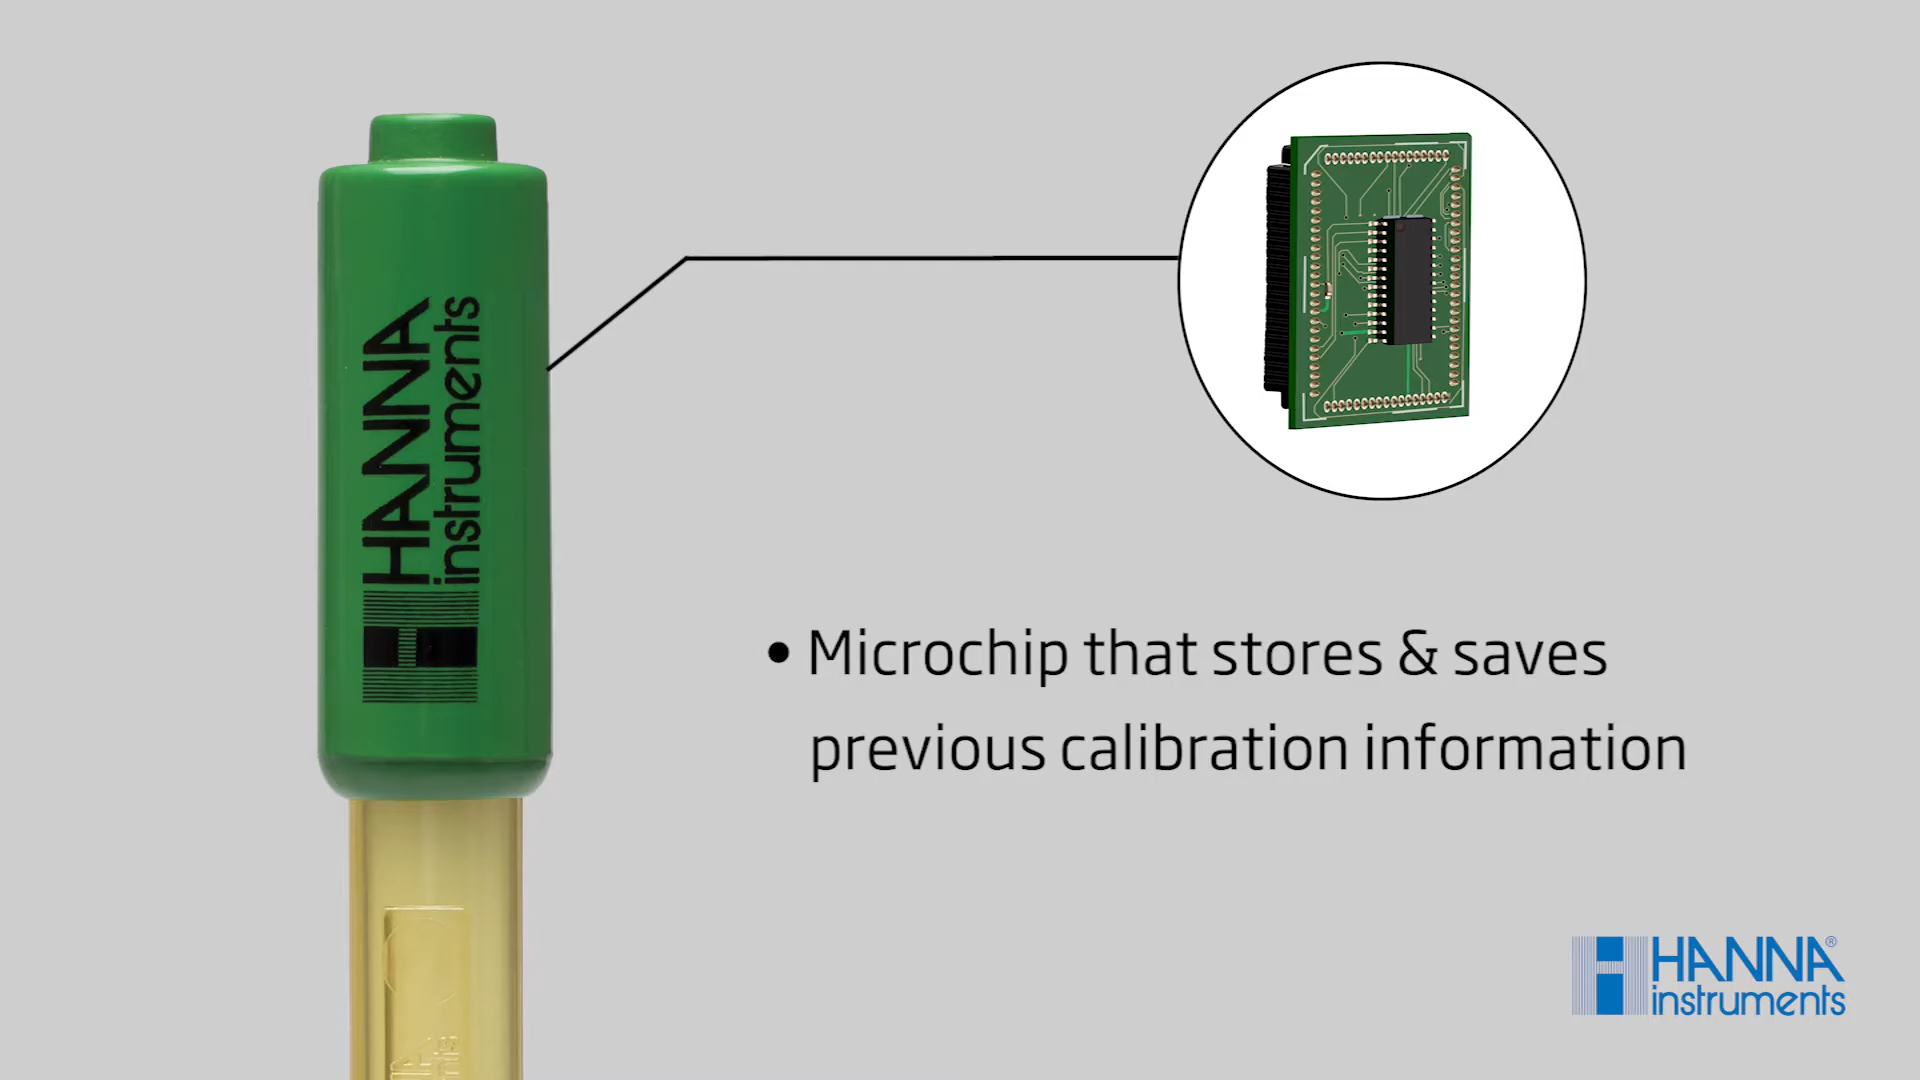 HANNA
instruments
• Microchip that stores & saves
previous calibration information
HANNA®
instruments